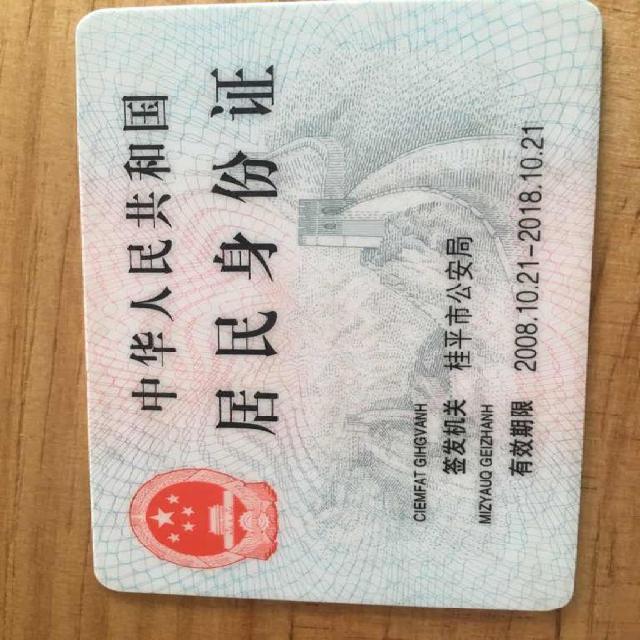 中华人民共和国
居民身份证
CIEMFAT GIHGYANH
签发机关 桂平市公安局
MIZYAUQ GEIZHANH
有效期限 2008.10.21-2018.10.21